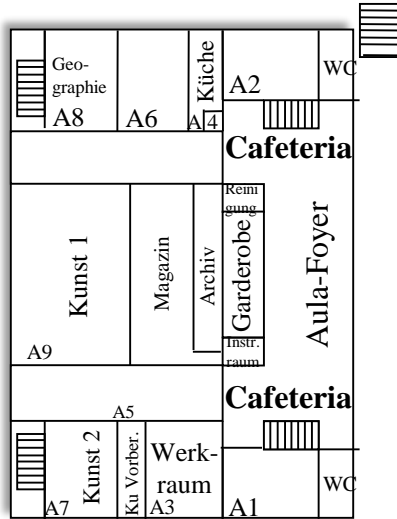 Geo-
graphie
A8
A6
Küche
A 4
A2
WC
Cafeteria
Kunst 1
A9
Magazin
Archiv
Reini
gung
Garderobe
Instr.
raum
Aula-Foyer
Cafeteria
A5
Kunst 2
A7
Ku Vorber.
Werk-
raum
A3
A1
WC